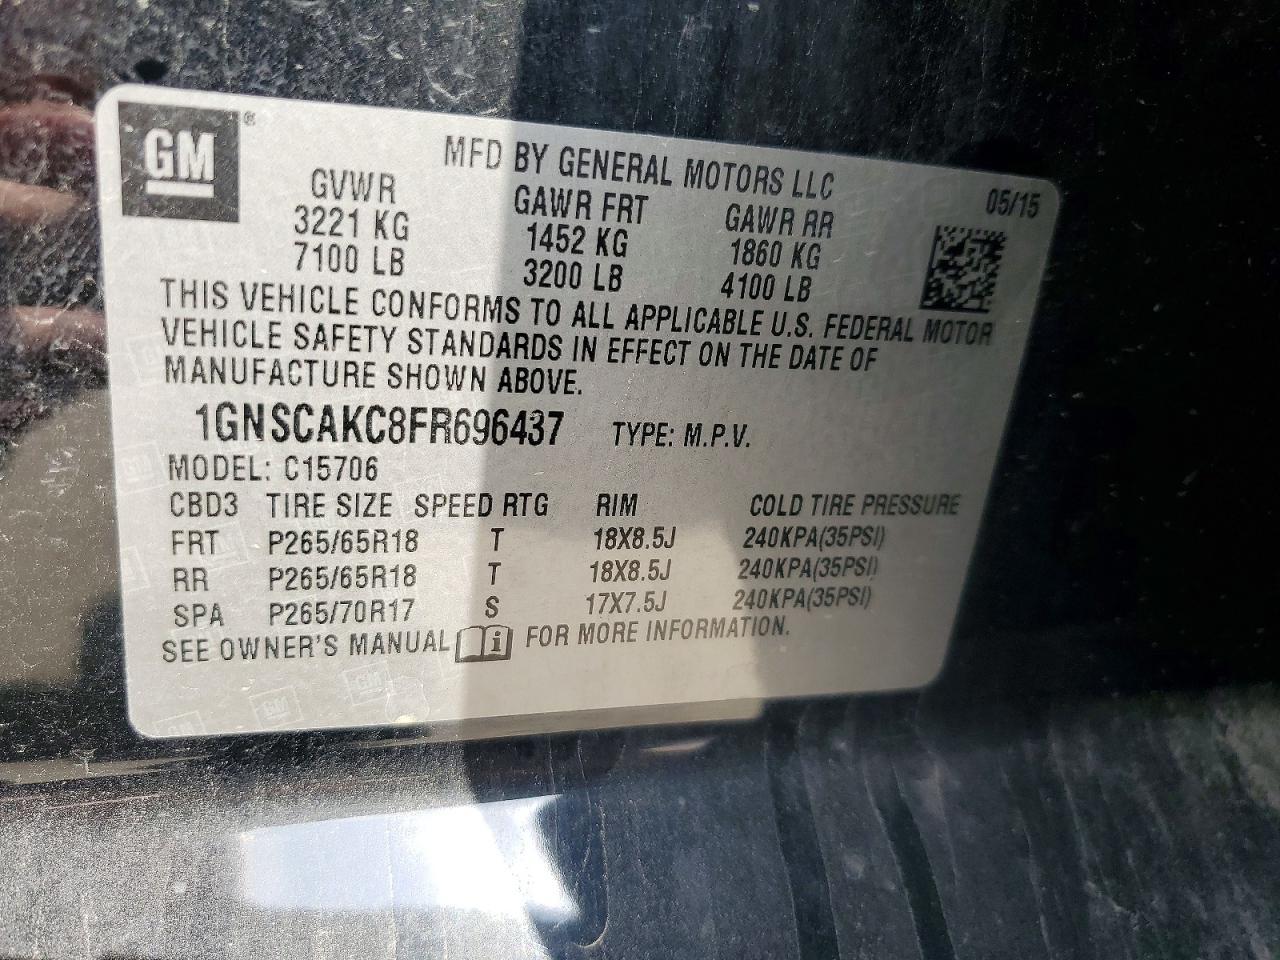 GM ®
MFD BY GENERAL MOTORS LLC
05/15
GVWR GAWR FRT GAWR RR
3221 KG 1452 KG 1860 KG
7100 LB 3200 LB 4100 LB
THIS VEHICLE CONFORMS TO ALL APPLICABLE U.S. FEDERAL MOTOR
VEHICLE SAFETY STANDARDS IN EFFECT ON THE DATE OF
MANUFACTURE SHOWN ABOVE.
1GNSCAKC8FR696437 TYPE: M.P.V.
MODEL: C15706
CBD3 TIRE SIZE SPEED RTG RIM COLD TIRE PRESSURE
FRT P265/65R18 T 18X8.5J 240KPA(35PSI)
RR P265/65R18 T 18X8.5J 240KPA(35PSI)
SPA P265/70R17 S 17X7.5J 240KPA(35PSI)
SEE OWNER'S MANUAL i FOR MORE INFORMATION.